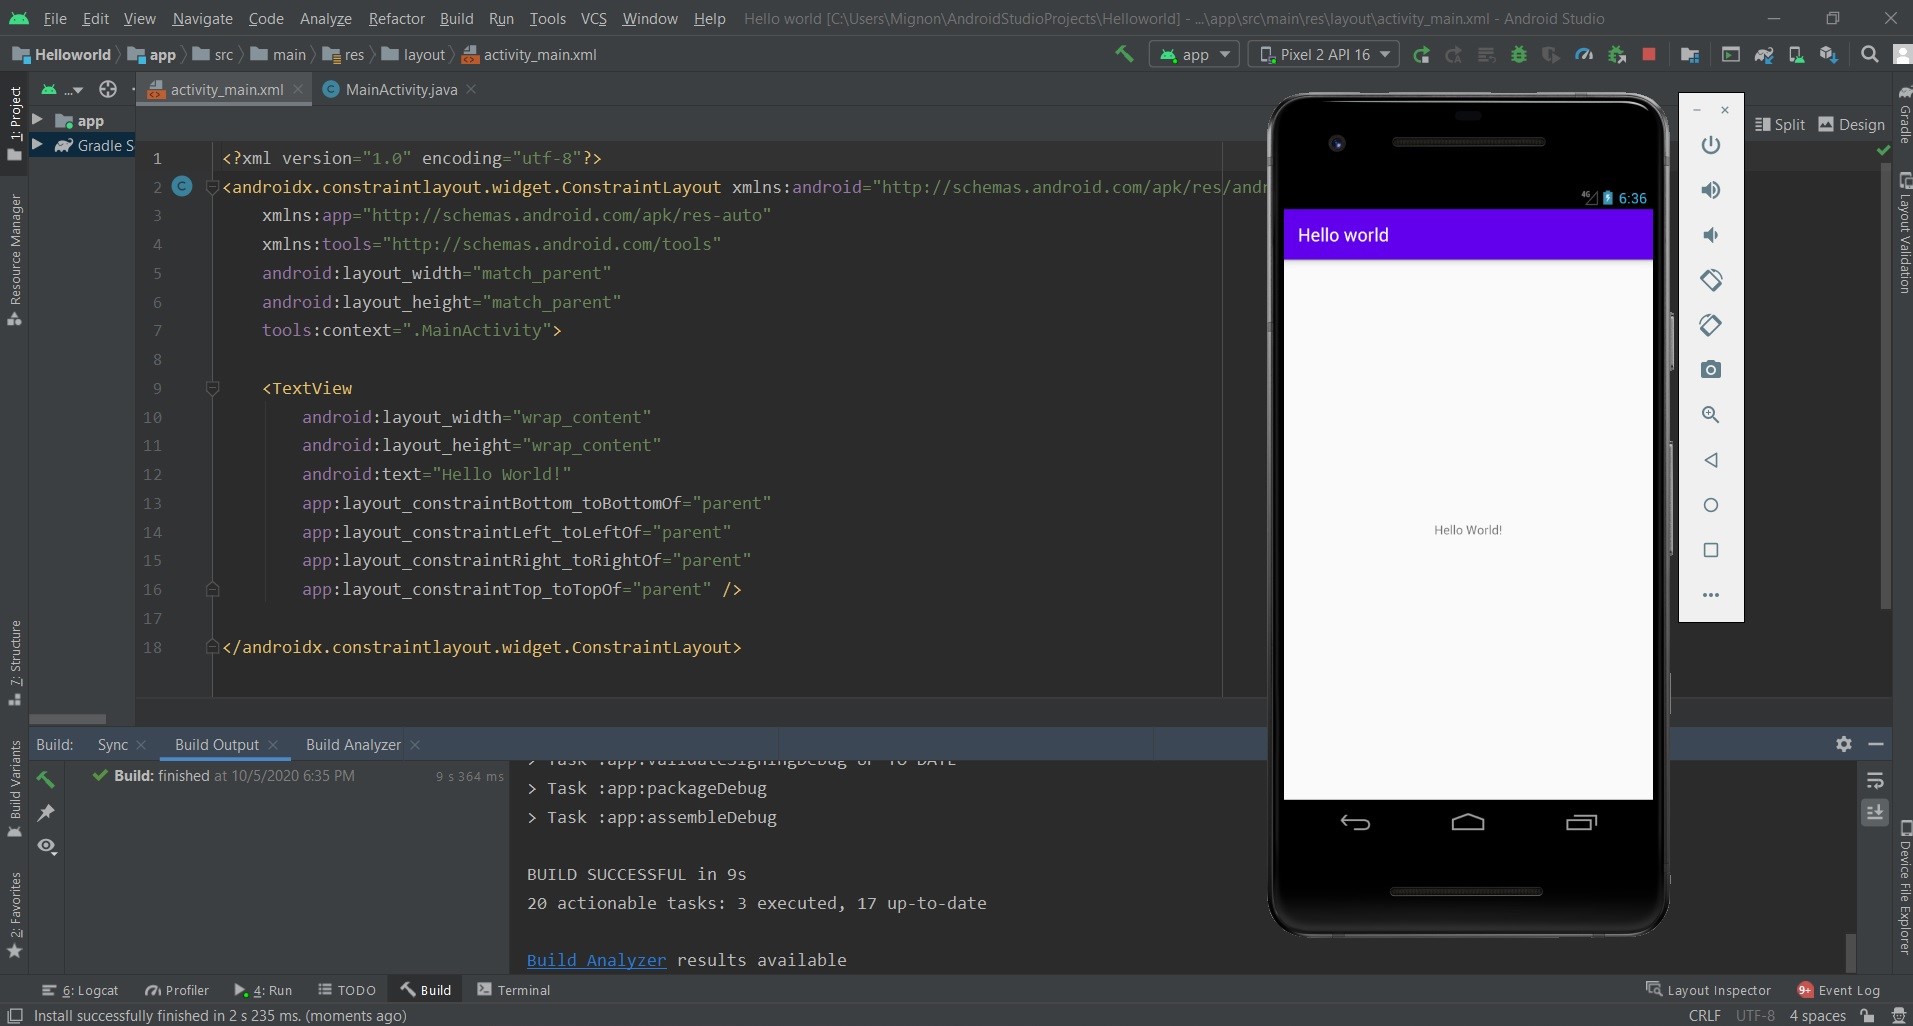 File Edit View Navigate Code Analyze Refactor Build Run Tools VCS Window Help Hello world [C:\Users\Mignon\AndroidStudioProjects\Helloworld] - ...\app\src\main\res\layout\activity_main.xml - Android Studio
Helloworld app src main res layout activity_main.xml app Pixel 2 API 16
... activity_main.xml MainActivity.java
app
Gradle S
Split Design
1: Project
Resource Manager
7: Structure
Build Variants
2: Favorites
1 <?xml version="1.0" encoding="utf-8"?>
2 <androidx.constraintlayout.widget.ConstraintLayout xmlns:android="http://schemas.android.com/apk/res/andr
3 xmlns:app="http://schemas.android.com/apk/res-auto"
4 xmlns:tools="http://schemas.android.com/tools"
5 android:layout_width="match_parent"
6 android:layout_height="match_parent"
7 tools:context=".MainActivity">
8
9 <TextView
10 android:layout_width="wrap_content"
11 android:layout_height="wrap_content"
12 android:text="Hello World!"
13 app:layout_constraintBottom_toBottomOf="parent"
14 app:layout_constraintLeft_toLeftOf="parent"
15 app:layout_constraintRight_toRightOf="parent"
16 app:layout_constraintTop_toTopOf="parent" />
17
18 </androidx.constraintlayout.widget.ConstraintLayout>
4G 6:36
Hello world
Hello World!
Gradle
Layout Validation
Device File Explorer
Build: Sync Build Output Build Analyzer
Build: finished at 10/5/2020 6:35 PM 9 s 364 ms
> Task :app:validateSigningDebug UP-TO-DATE
> Task :app:packageDebug
> Task :app:assembleDebug
BUILD SUCCESSFUL in 9s
20 actionable tasks: 3 executed, 17 up-to-date
Build Analyzer results available
6: Logcat Profiler 4: Run TODO Build Terminal Layout Inspector 9+ Event Log
Install successfully finished in 2 s 235 ms. (moments ago) CRLF UTF-8 4 spaces